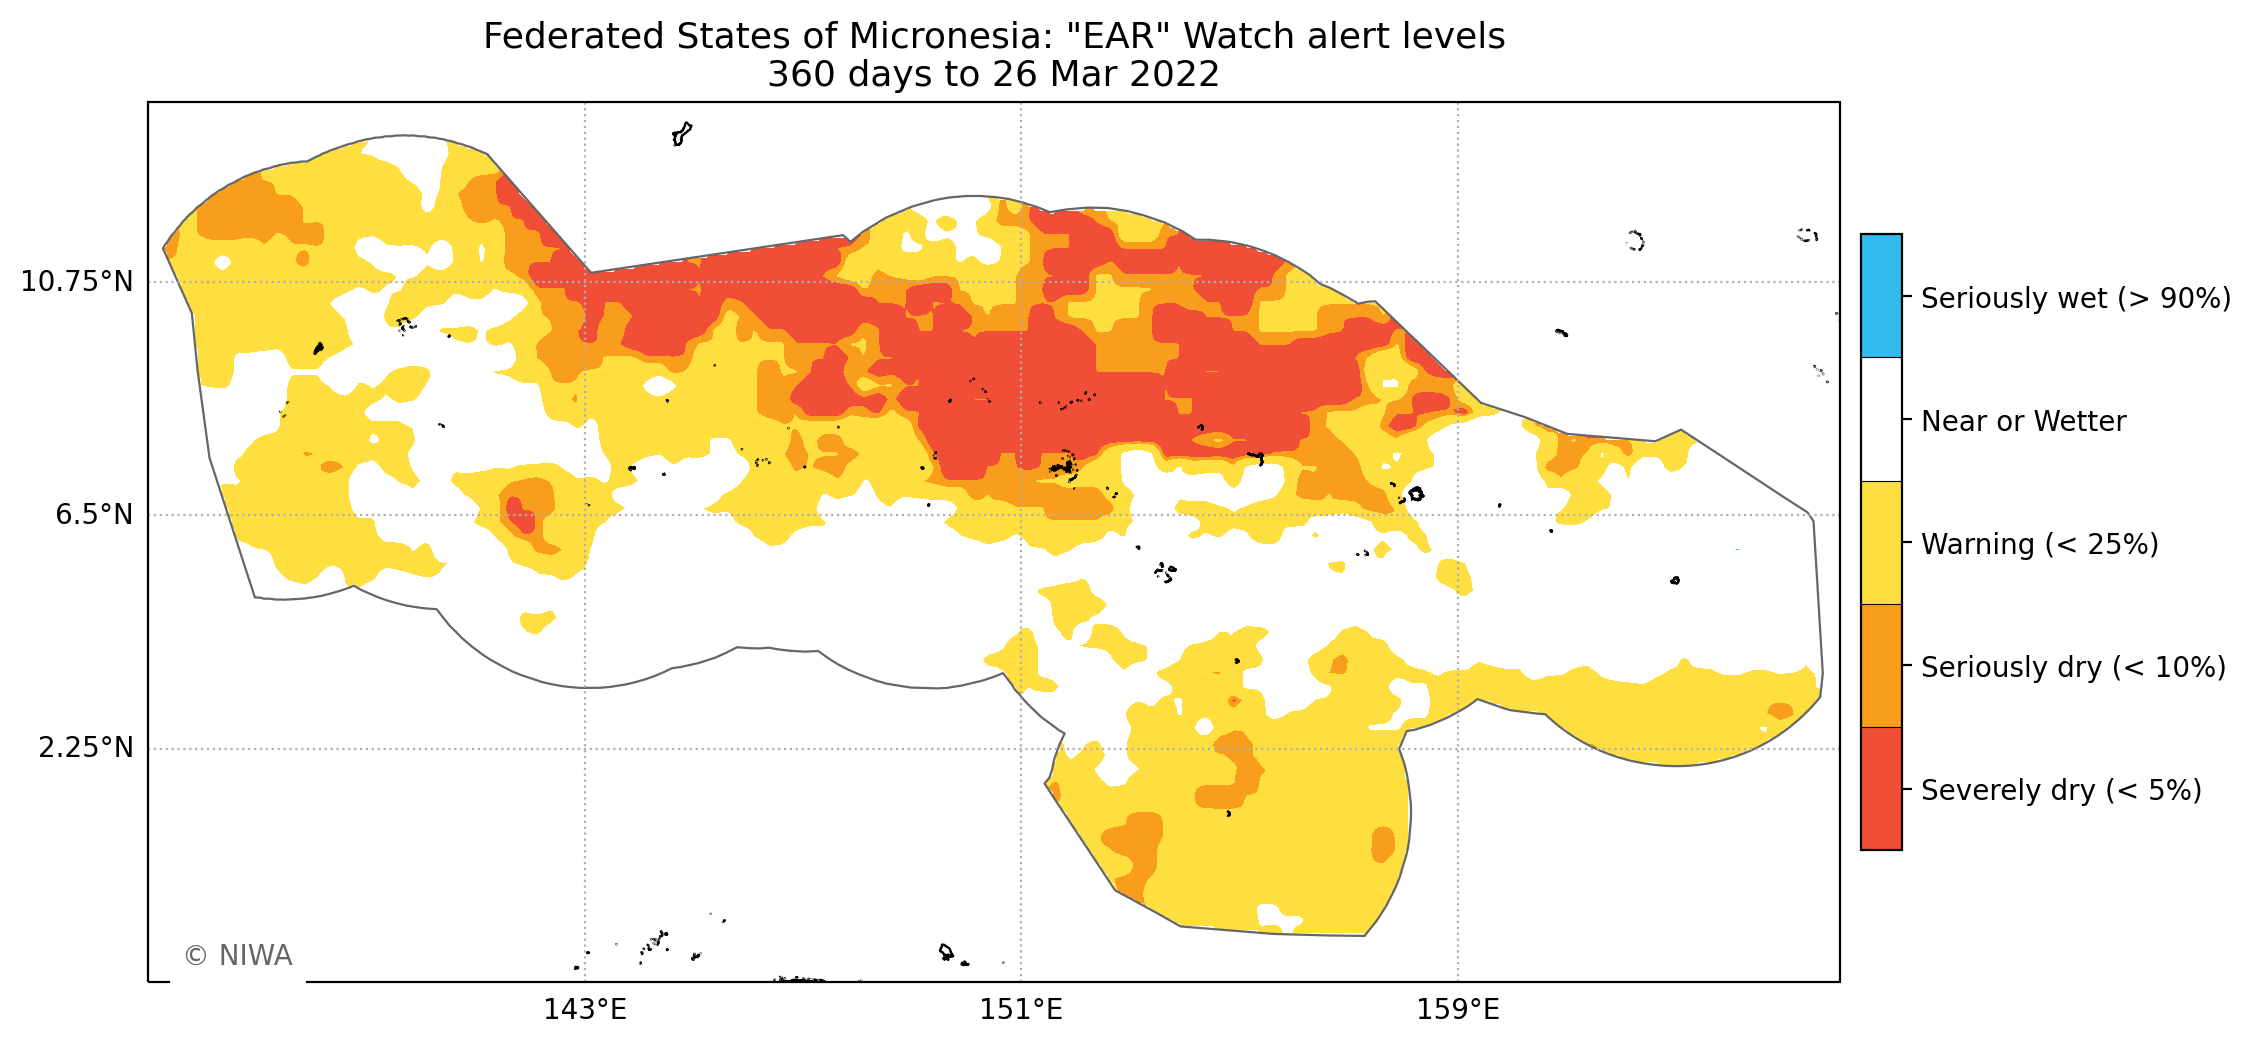 Federated States of Micronesia: "EAR" Watch alert levels
360 days to 26 Mar 2022
10.75°N
6.5°N
2.25°N
143°E
151°E
159°E
Seriously wet (> 90%)
Near or Wetter
Warning (< 25%)
Seriously dry (< 10%)
Severely dry (< 5%)
© NIWA